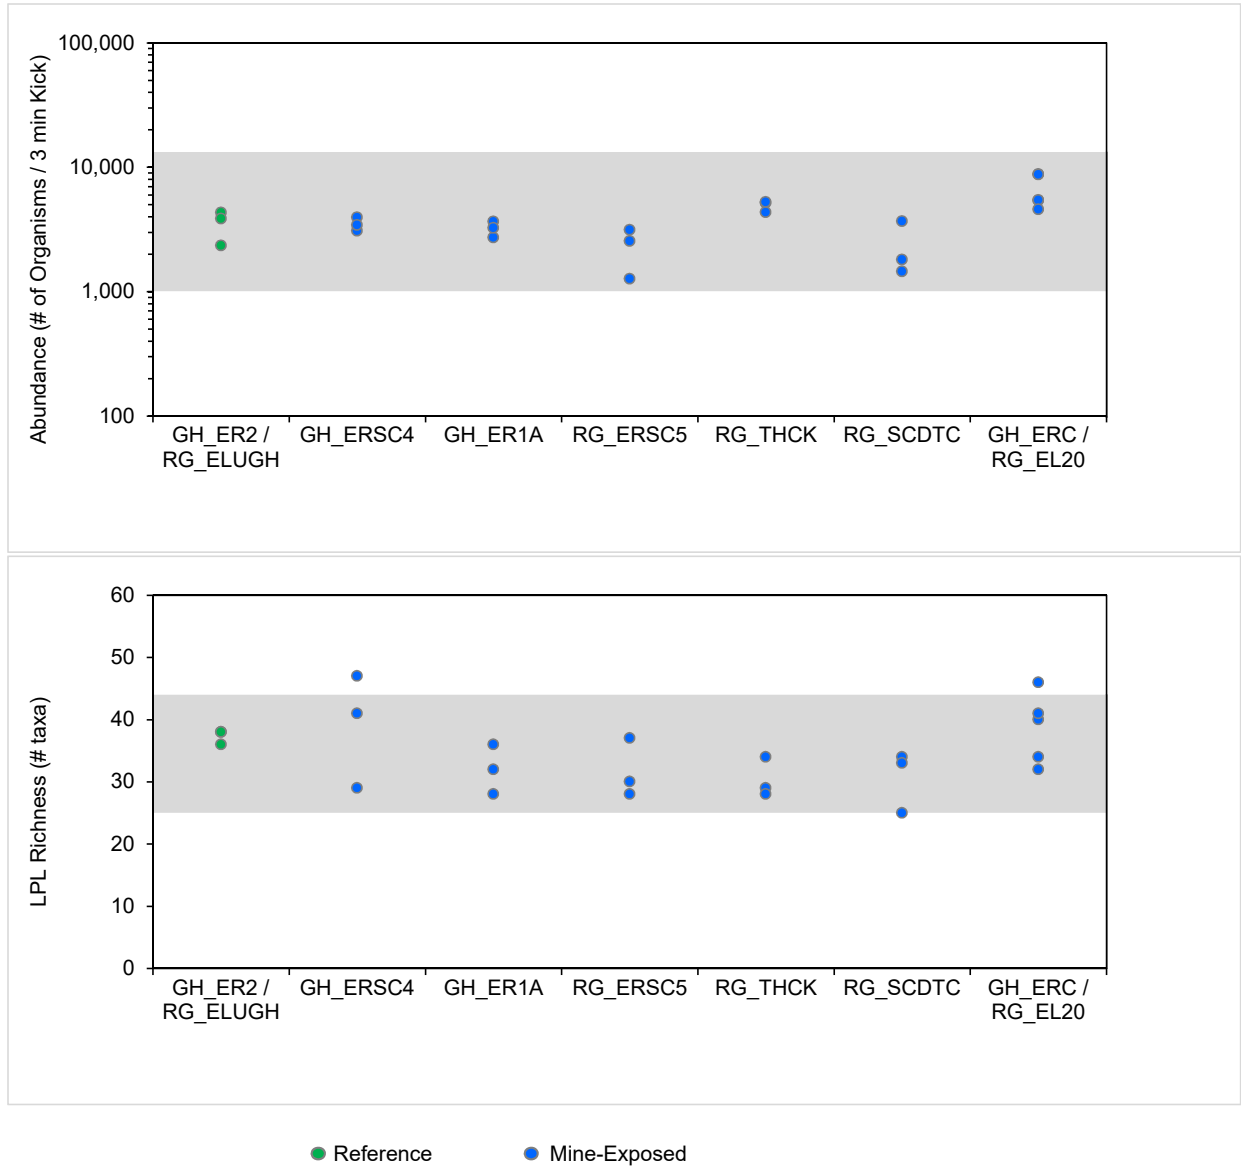 Abundance (# of Organisms / 3 min Kick)
100,000
10,000
1,000
100
GH_ER2 / RG_ELUGH
GH_ERSC4
GH_ER1A
RG_ERSC5
RG_THCK
RG_SCDTC
GH_ERC / RG_EL20
LPL Richness (# taxa)
60
50
40
30
20
10
0
GH_ER2 / RG_ELUGH
GH_ERSC4
GH_ER1A
RG_ERSC5
RG_THCK
RG_SCDTC
GH_ERC / RG_EL20
Reference
Mine-Exposed